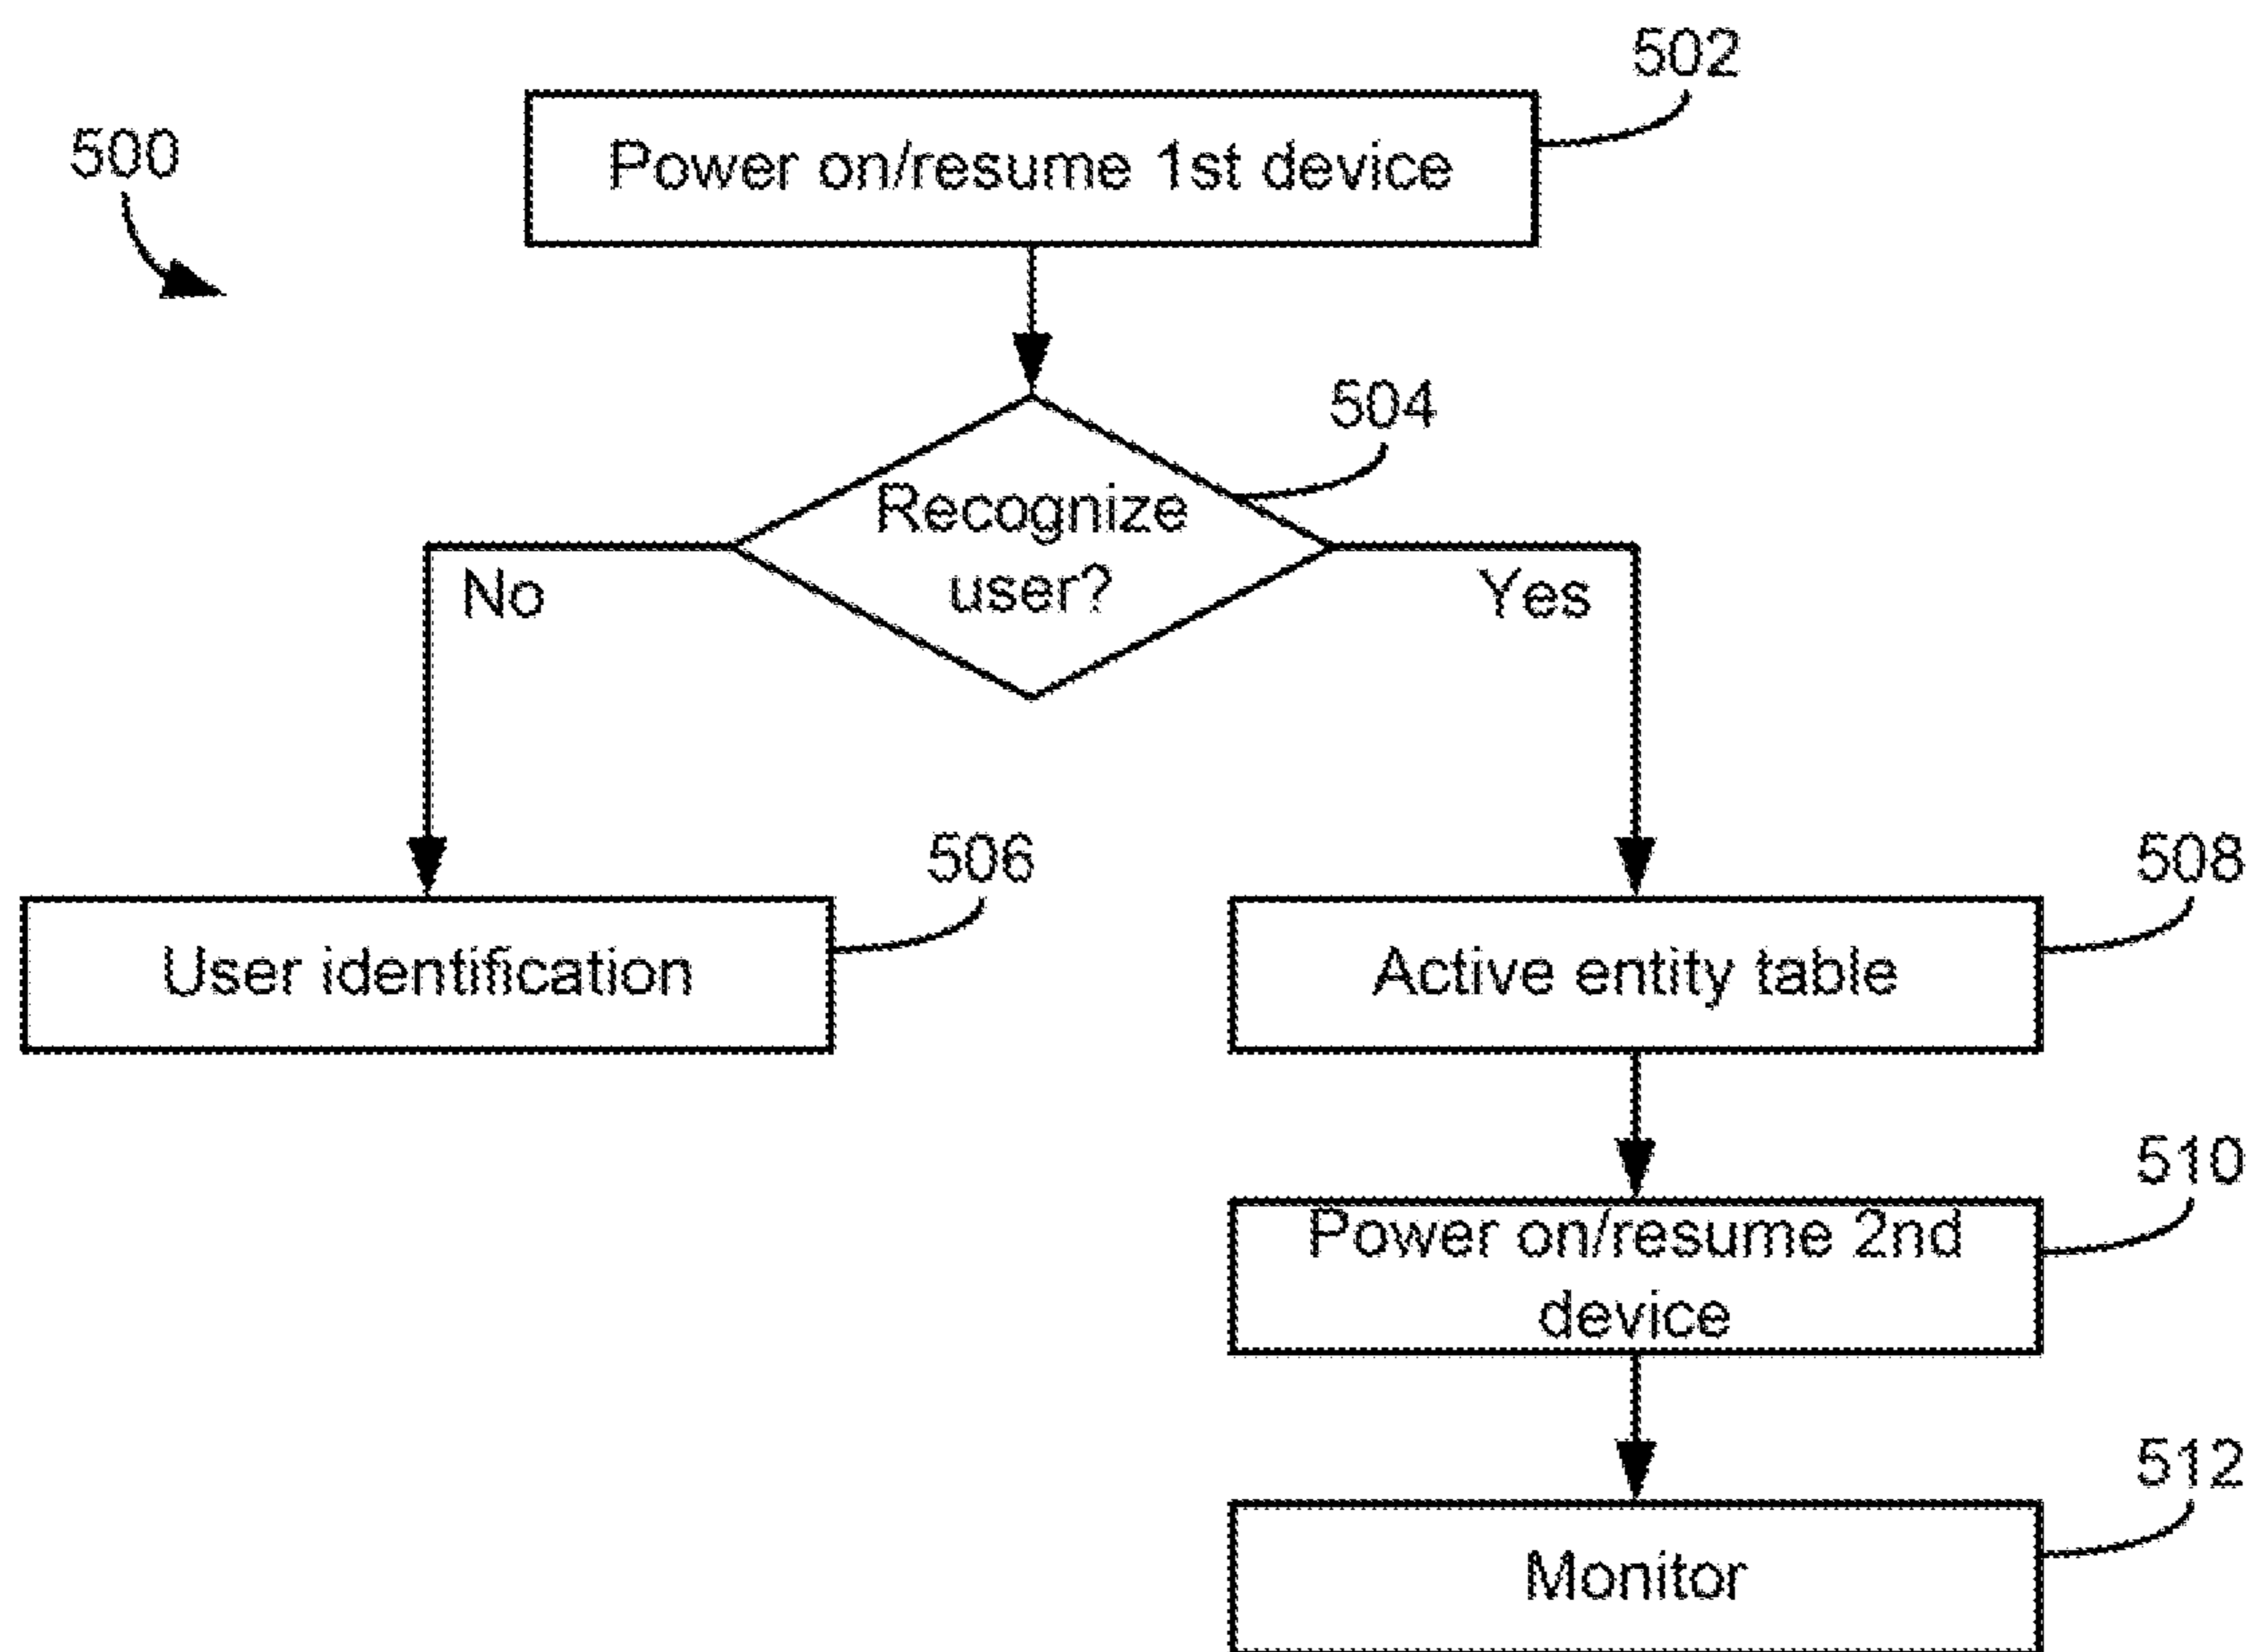 502
Power on/resume 1st device
500
504
Recognize
user?
No
Yes
506
508
User identification
Active entity table
510
Power on/resume 2nd
device
512
Monitor